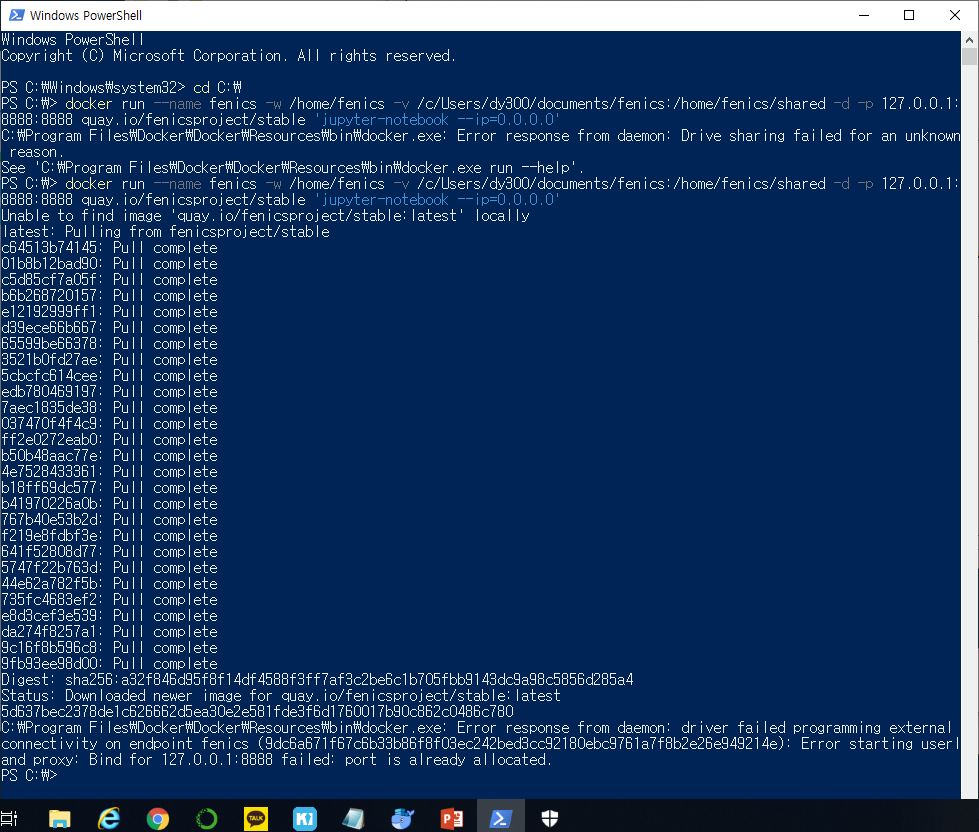 Windows PowerShell
Windows PowerShell
Copyright (C) Microsoft Corporation. All rights reserved.
PS C:₩Windows₩system32> cd C:₩
PS C:₩> docker run --name fenics -w /home/fenics -v /c/Users/dy300/documents/fenics:/home/fenics/shared -d -p 127.0.0.1:
8888:8888 quay.io/fenicsproject/stable 'jupyter-notebook --ip=0.0.0.0'
C:₩Program Files₩Docker₩Docker₩Resources₩bin₩docker.exe: Error response from daemon: Drive sharing failed for an unknown
 reason.
See 'C:₩Program Files₩Docker₩Docker₩Resources₩bin₩docker.exe run --help'.
PS C:₩> docker run --name fenics -w /home/fenics -v /c/Users/dy300/documents/fenics:/home/fenics/shared -d -p 127.0.0.1:
8888:8888 quay.io/fenicsproject/stable 'jupyter-notebook --ip=0.0.0.0'
Unable to find image 'quay.io/fenicsproject/stable:latest' locally
latest: Pulling from fenicsproject/stable
c64513b74145: Pull complete
01b8b12bad90: Pull complete
c5d85cf7a05f: Pull complete
b6b268720157: Pull complete
e12192999ff1: Pull complete
d39ece66b667: Pull complete
65599be66378: Pull complete
3521b0fd27ae: Pull complete
5cbcfc614cee: Pull complete
edb780469197: Pull complete
7aec1835de38: Pull complete
037470f4f4c9: Pull complete
ff2e0272eab0: Pull complete
b50b48aac77e: Pull complete
4e7528433361: Pull complete
b18ff69dc577: Pull complete
b41970226a0b: Pull complete
767b40e53b2d: Pull complete
f219e8fdbf3e: Pull complete
641f52808d77: Pull complete
5747f22b763d: Pull complete
44e62a782f5b: Pull complete
735fc4683ef2: Pull complete
e8d3cef3e539: Pull complete
da274f8257a1: Pull complete
9c16f8b596c8: Pull complete
9fb93ee98d00: Pull complete
Digest: sha256:a32f846d95f8f14df4588f3ff7af3c2be6c1b705fbb9143dc9a98c5856d285a4
Status: Downloaded newer image for quay.io/fenicsproject/stable:latest
5d637bec2378de1c626662d5ea30e2e581fde3f6d1760017b90c862c0486c780
C:₩Program Files₩Docker₩Docker₩Resources₩bin₩docker.exe: Error response from daemon: driver failed programming external
connectivity on endpoint fenics (9dc6a671f67c6b33b86f8f03ec242bed3cc92180ebc9761a7f8b2e26e949214e): Error starting userl
and proxy: Bind for 127.0.0.1:8888 failed: port is already allocated.
PS C:₩>
TALK